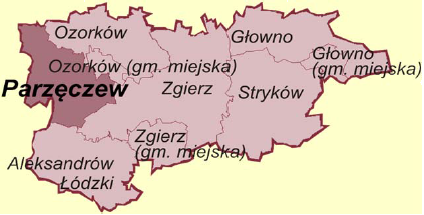 Ozorków
Głowno
Głowno
(gm. miejska)
Ozorków (gm. miejska)
Parzęczew
Zgierz
Stryków
Zgierz
(gm. miejska)
Aleksandrów
Łódzki